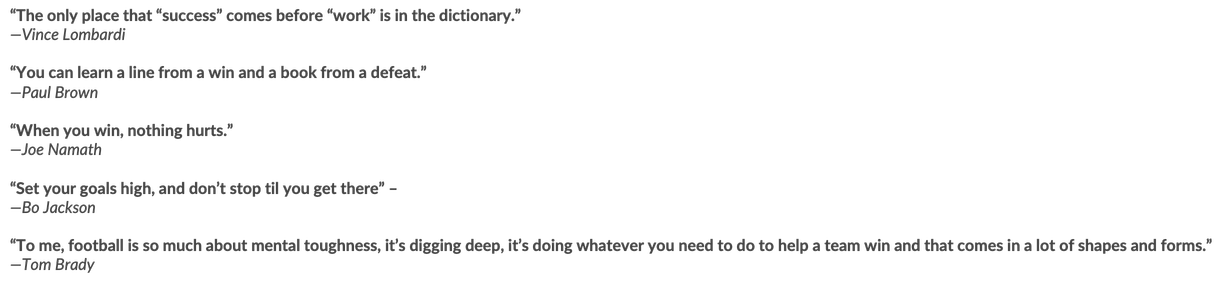 “The only place that “success” comes before “work” is in the dictionary.”
—Vince Lombardi
“You can learn a line from a win and a book from a defeat.”
—Paul Brown
“When you win, nothing hurts.”
—Joe Namath
“Set your goals high, and don’t stop til you get there” –
—Bo Jackson
“To me, football is so much about mental toughness, it’s digging deep, it’s doing whatever you need to do to help a team win and that comes in a lot of shapes and forms.”
—Tom Brady